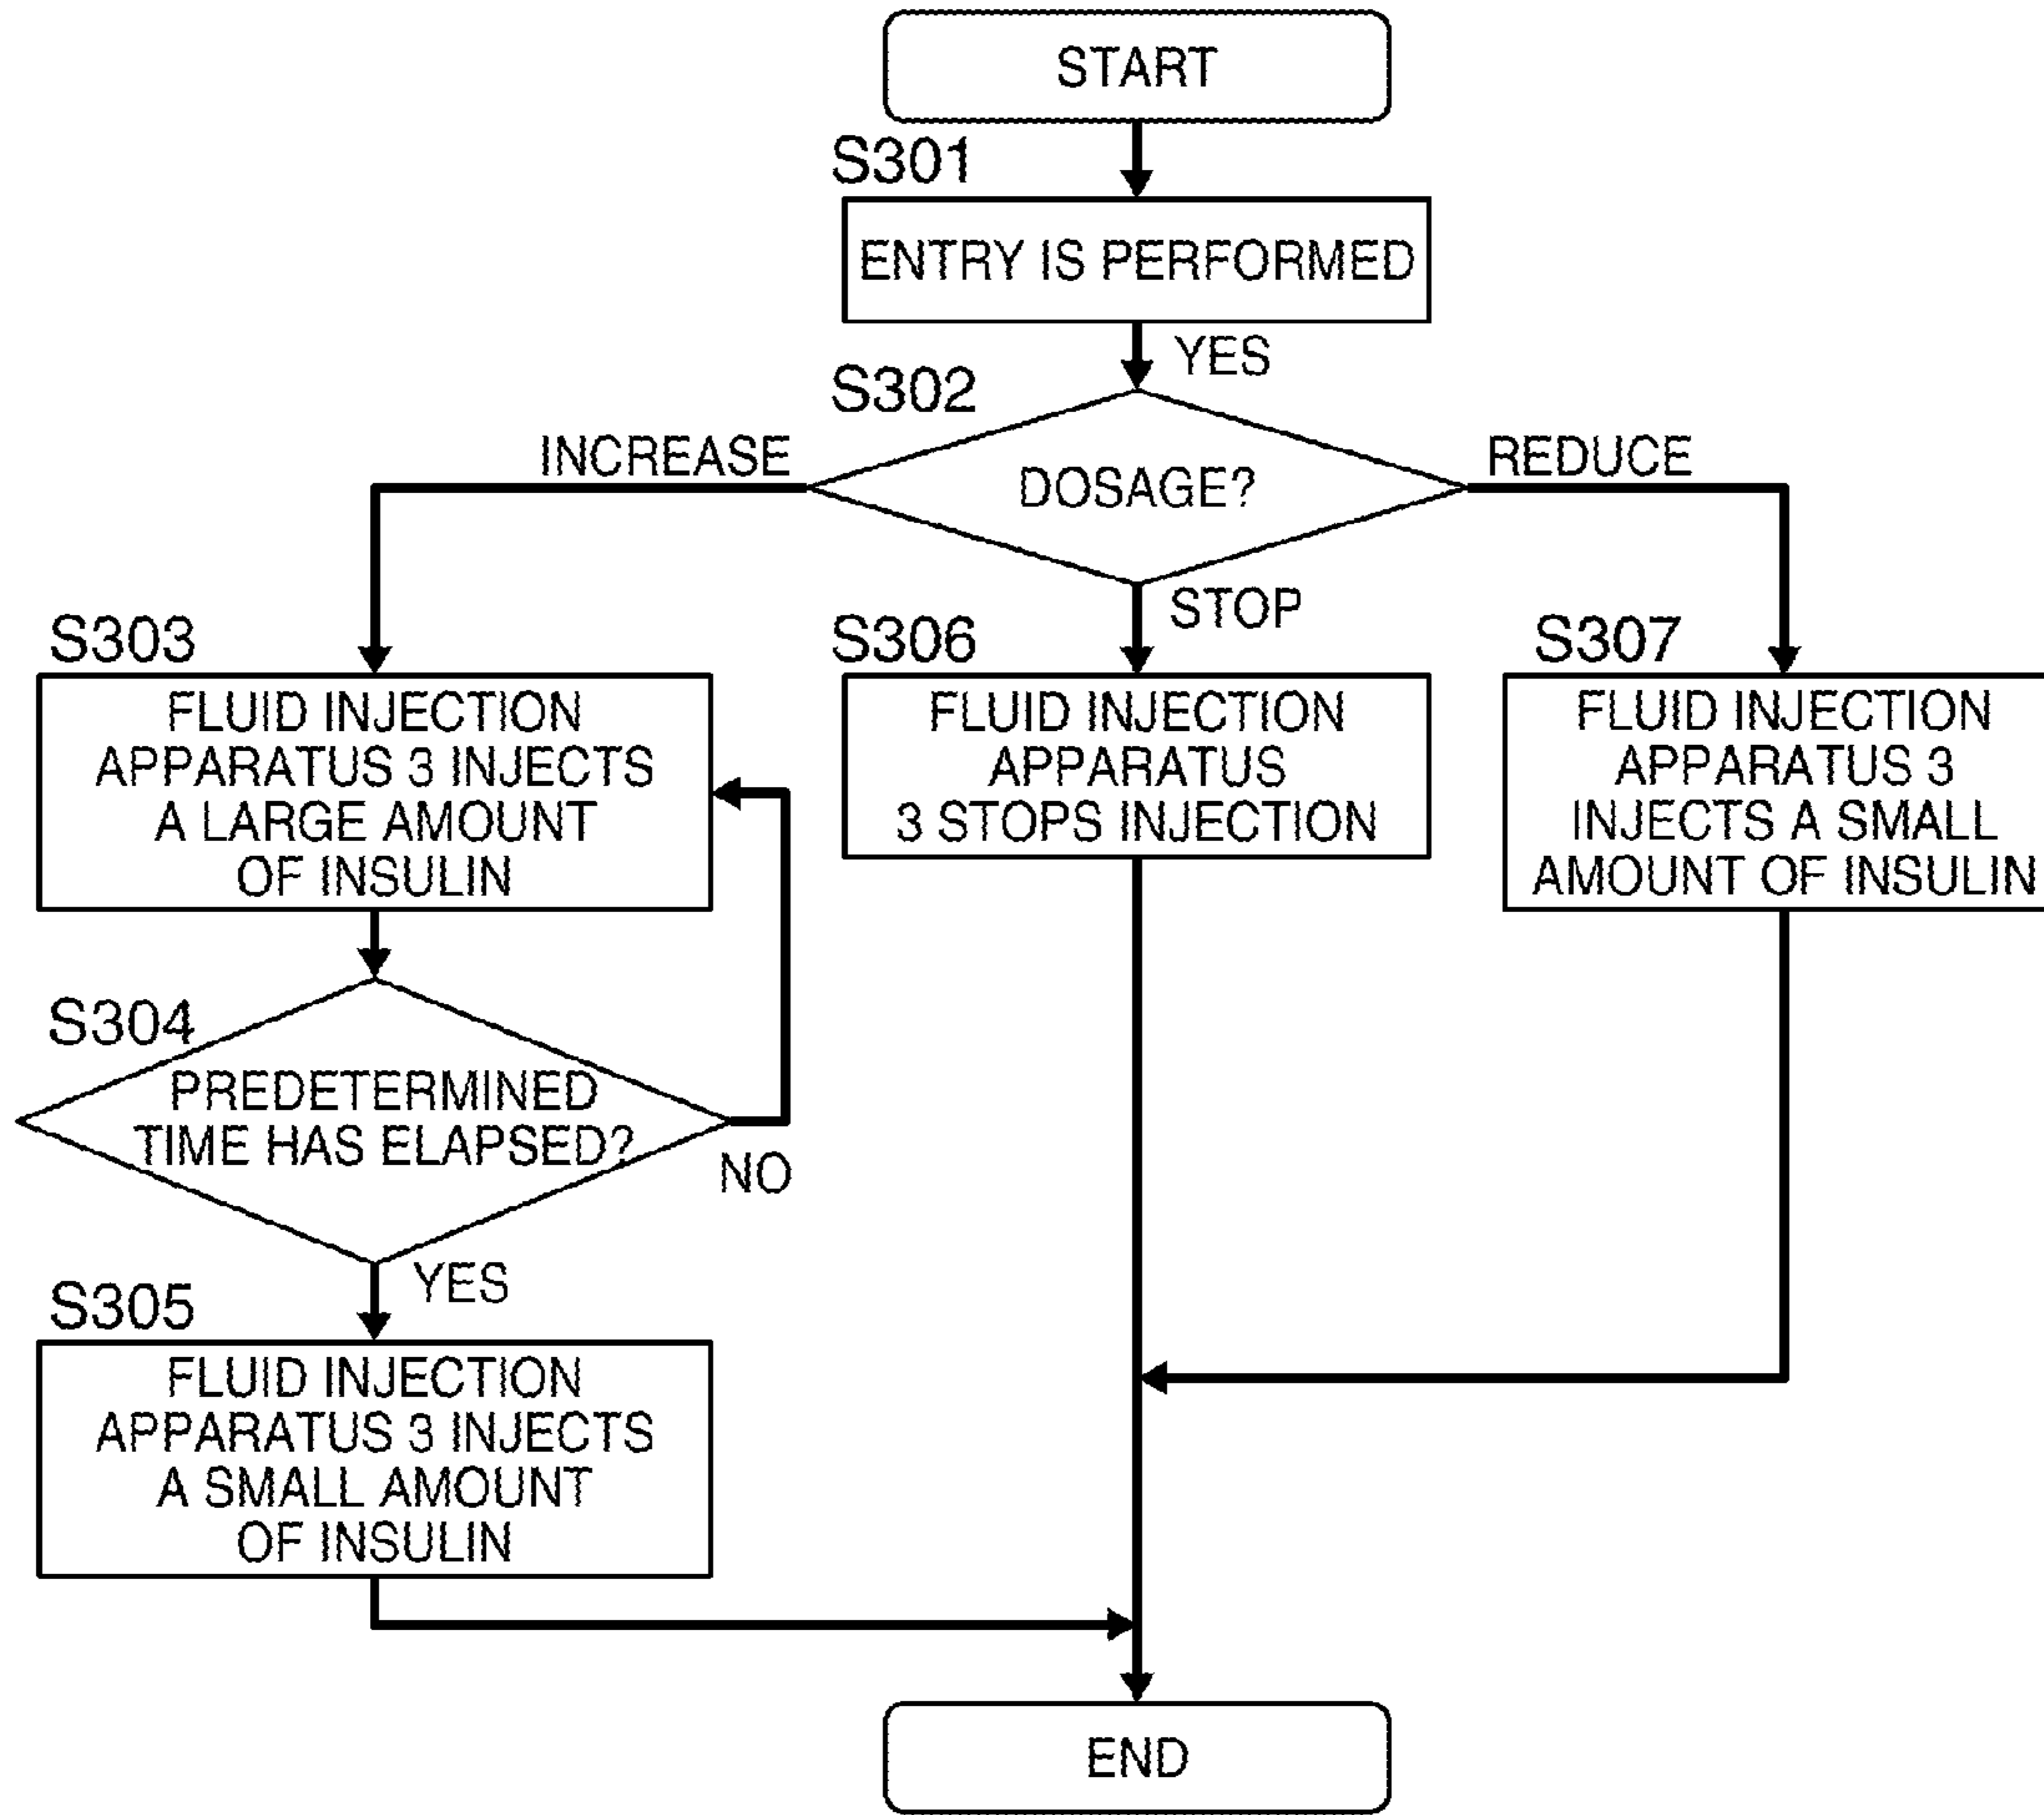 START
S301
ENTRY IS PERFORMED
YES
S302
INCREASE
DOSAGE?
REDUCE
STOP
S303
FLUID INJECTION
APPARATUS 3 INJECTS
A LARGE AMOUNT
OF INSULIN
S306
FLUID INJECTION
APPARATUS
3 STOPS INJECTION
S307
FLUID INJECTION
APPARATUS 3
INJECTS A SMALL
AMOUNT OF INSULIN
S304
PREDETERMINED
TIME HAS ELAPSED?
NO
YES
S305
FLUID INJECTION
APPARATUS 3 INJECTS
A SMALL AMOUNT
OF INSULIN
END